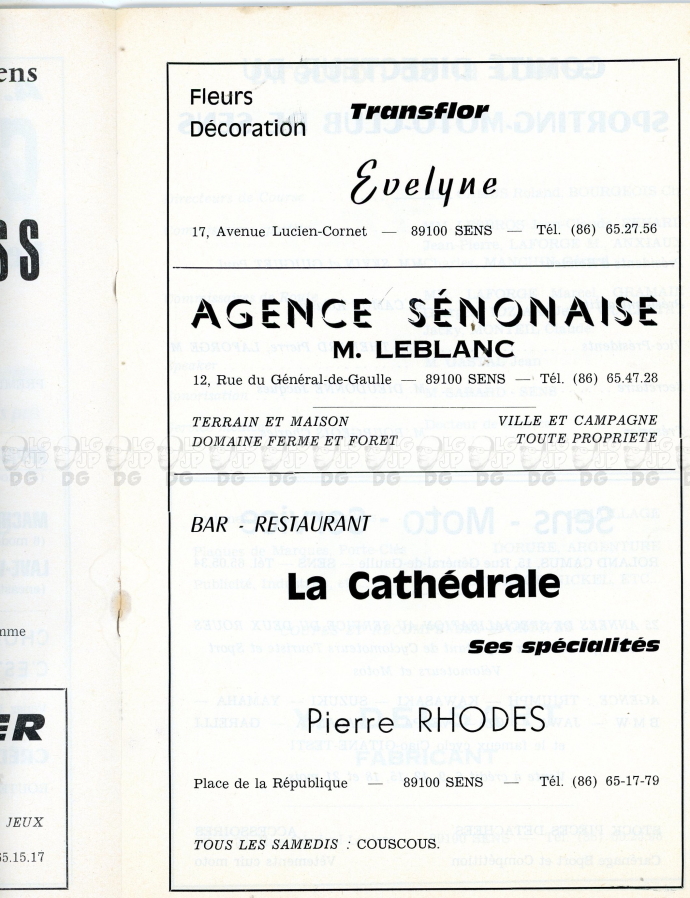 ens
SS
mme
ER
JEUX
65.15.17
Fleurs
Décoration
Transflor
Evelyne
17, Avenue Lucien-Cornet — 89100 SENS — Tél. (86) 65.27.56
AGENCE SÉNONAISE
M. LEBLANC
12, Rue du Général-de-Gaulle — 89100 SENS — Tél. (86) 65.47.28
TERRAIN ET MAISON VILLE ET CAMPAGNE
DOMAINE FERME ET FORET TOUTE PROPRIETE
BAR - RESTAURANT
La Cathédrale
Ses spécialités
Pierre RHODES
Place de la République — 89100 SENS — Tél. (86) 65-17-79
TOUS LES SAMEDIS : COUSCOUS.